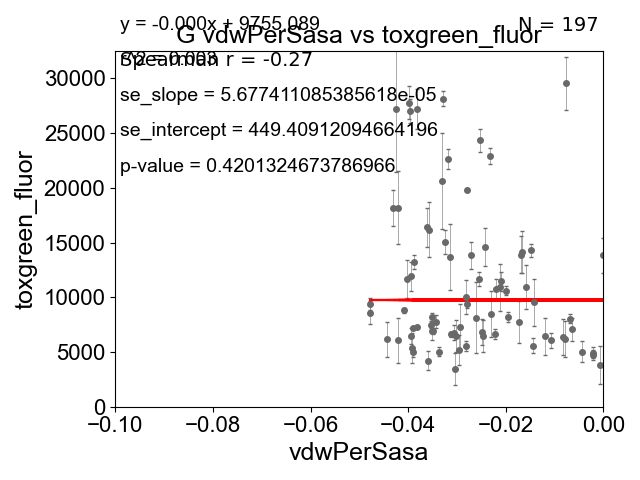 y = -0.000x + 9755.089
N = 197
G vdwPerSasa vs toxgreen_fluor
Spearman r = -0.27
se_slope = 5.677411085385618e-05
se_intercept = 449.40912094664196
p-value = 0.4201324673786966
toxgreen_fluor
30000
25000
20000
15000
10000
5000
0
−0.10
−0.08
−0.06
−0.04
−0.02
0.00
vdwPerSasa